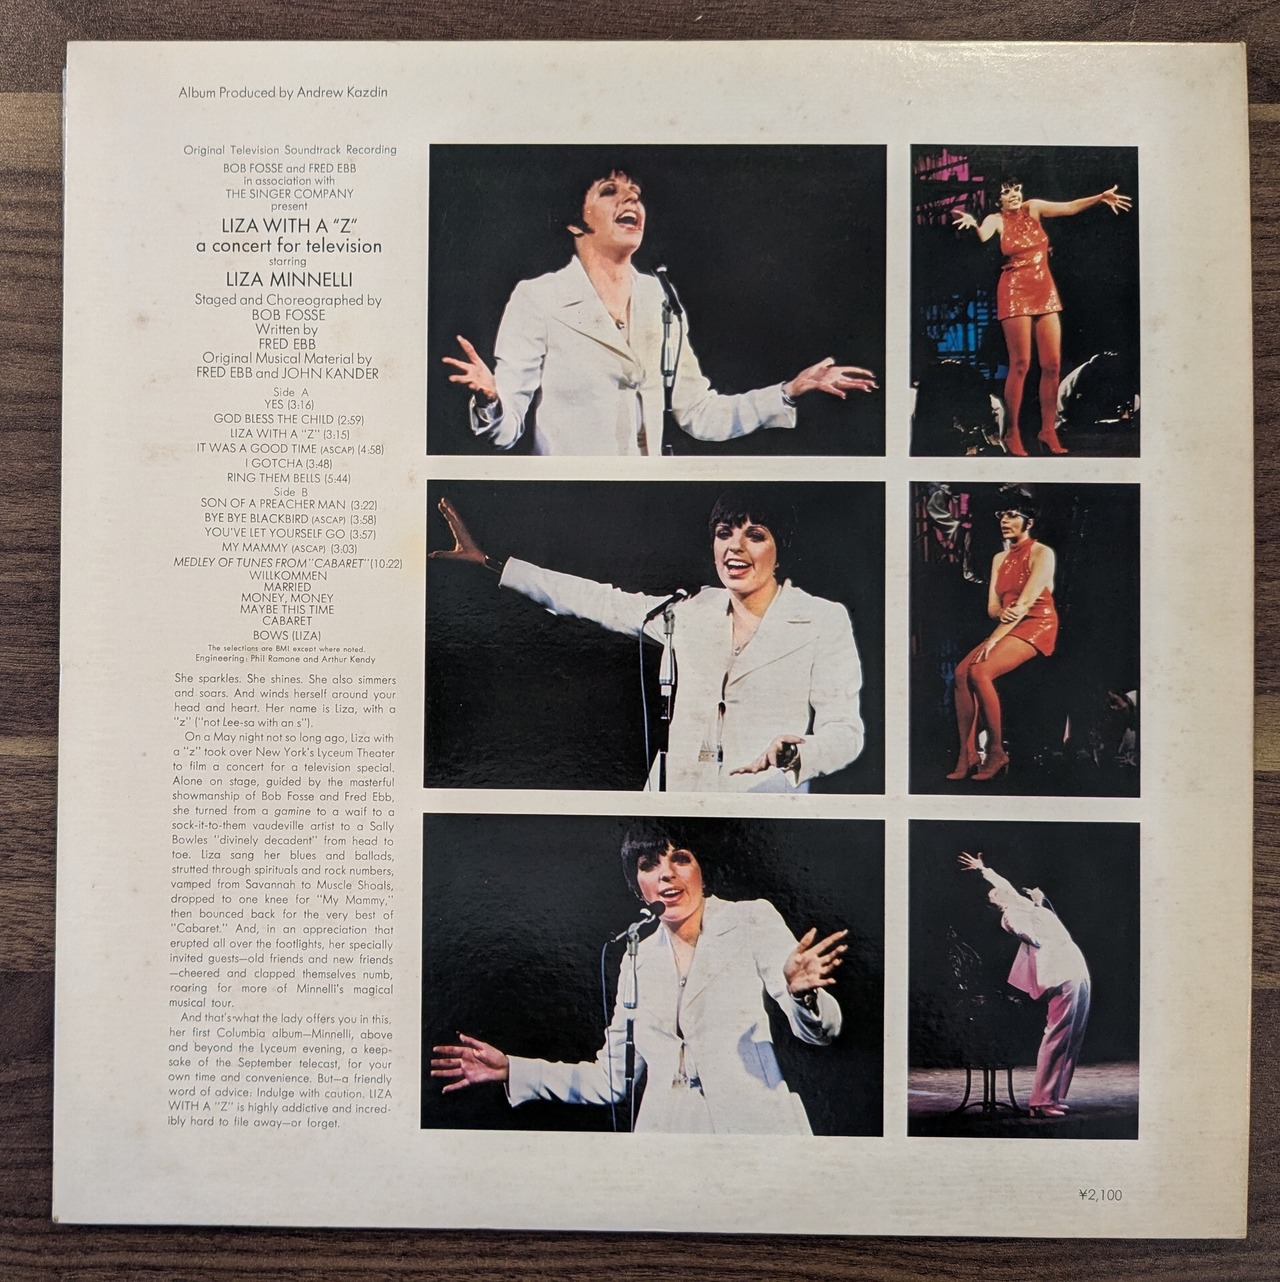 Album Produced by Andrew Kazdin
Original Television Soundtrack Recording
BOB FOSSE and FRED EBB
in association with
THE SINGER COMPANY
present
LIZA WITH A "Z"
a concert for television
starring
LIZA MINNELLI
Staged and Choreographed by
BOB FOSSE
Written by
FRED EBB
Original Musical Material by
FRED EBB and JOHN KANDER
Side A
YES (3:16)
GOD BLESS THE CHILD (2:59)
LIZA WITH A "Z" (3:15)
IT WAS A GOOD TIME (ASCAP) (4:58)
I GOTCHA (3:48)
RING THEM BELLS (5:44)
Side B
SON OF A PREACHER MAN (3:22)
BYE BYE BLACKBIRD (ASCAP) (3:58)
YOU'VE LET YOURSELF GO (3:57)
MY MAMMY (ASCAP) (3:03)
MEDLEY OF TUNES FROM "CABARET" (10:22)
WILLKOMMEN
MARRIED
MONEY, MONEY
MAYBE THIS TIME
CABARET
BOWS (LIZA)
The selections are BMI except where noted.
Engineering: Phil Ramone and Arthur Kendy
She sparkles. She shines. She also simmers
and soars. And winds herself around your
head and heart. Her name is Liza, with a
"z" ("not Lee-sa with an s").
On a May night not so long ago, Liza with
a "z" took over New York's Lyceum Theater
to film a concert for a television special.
Alone on stage, guided by the masterful
showmanship of Bob Fosse and Fred Ebb,
she turned from a gamine to a waif to a
sock-it-to-them vaudeville artist to a Sally
Bowles "divinely decadent" from head to
toe. Liza sang her blues and ballads,
strutted through spirituals and rock numbers,
vamped from Savannah to Muscle Shoals,
dropped to one knee for "My Mammy,"
then bounced back for the very best of
"Cabaret." And, in an appreciation that
erupted all over the footlights, her specially
invited guests—old friends and new friends
—cheered and clapped themselves numb,
roaring for more of Minnelli's magical
musical tour.
And that's what the lady offers you in this,
her first Columbia album—Minnelli, above
and beyond the Lyceum evening, a keep-
sake of the September telecast, for your
own time and convenience. But—a friendly
word of advice: Indulge with caution. LIZA
WITH A "Z" is highly addictive and incred-
ibly hard to file away—or forget.
¥2,100